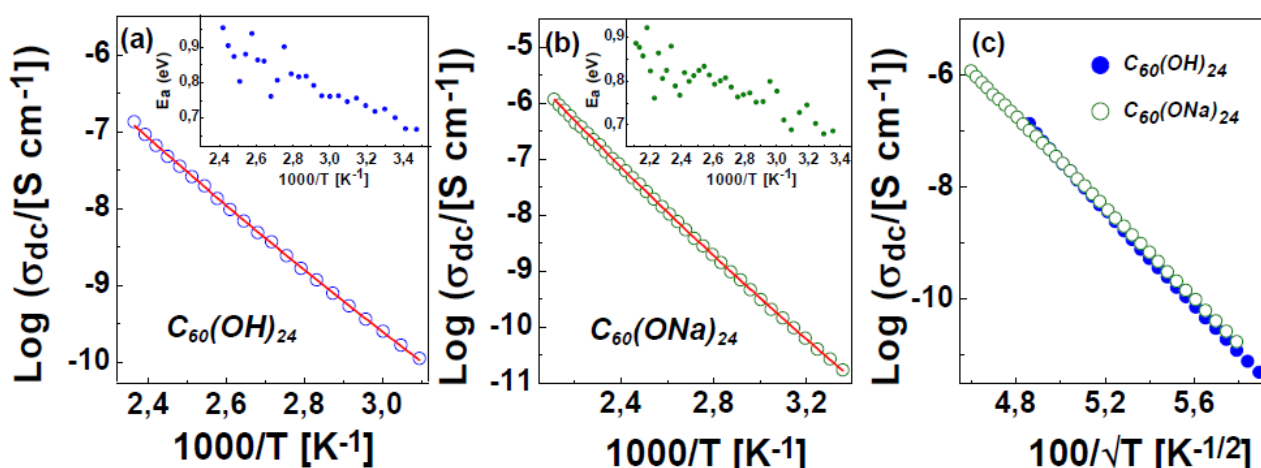 (a)
Log (σdc/[S cm-1])
-6
-7
-8
-9
-10
2,4 2,6 2,8 3,0
1000/T [K-1]
C60(OH)24
Ea (eV)
0,9
0,8
0,7
2,4 2,6 2,8 3,0 3,2 3,4
1000/T [K-1]
(b)
Log (σdc/[S cm-1])
-5
-6
-7
-8
-9
-10
-11
2,4 2,8 3,2
1000/T [K-1]
C60(ONa)24
Ea (eV)
0,9
0,8
0,7
2,2 2,4 2,6 2,8 3,0 3,2 3,4
1000/T [K-1]
(c)
Log (σdc/[S cm-1])
-6
-8
-10
4,8 5,2 5,6
100/√T [K-1/2]
C60(OH)24
C60(ONa)24